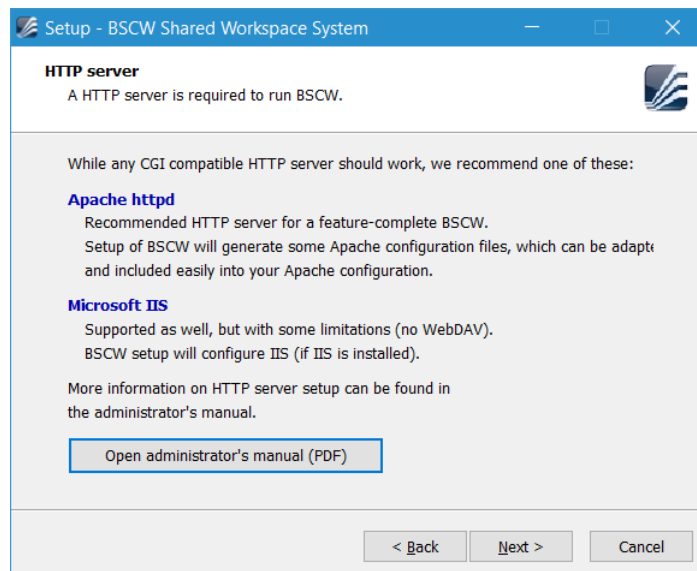 Setup - BSCW Shared Workspace System
HTTP server
A HTTP server is required to run BSCW.
While any CGI compatible HTTP server should work, we recommend one of these:
Apache httpd
Recommended HTTP server for a feature-complete BSCW.
Setup of BSCW will generate some Apache configuration files, which can be adapte
and included easily into your Apache configuration.
Microsoft IIS
Supported as well, but with some limitations (no WebDAV).
BSCW setup will configure IIS (if IIS is installed).
More information on HTTP server setup can be found in
the administrator's manual.
Open administrator's manual (PDF)
< Back Next > Cancel